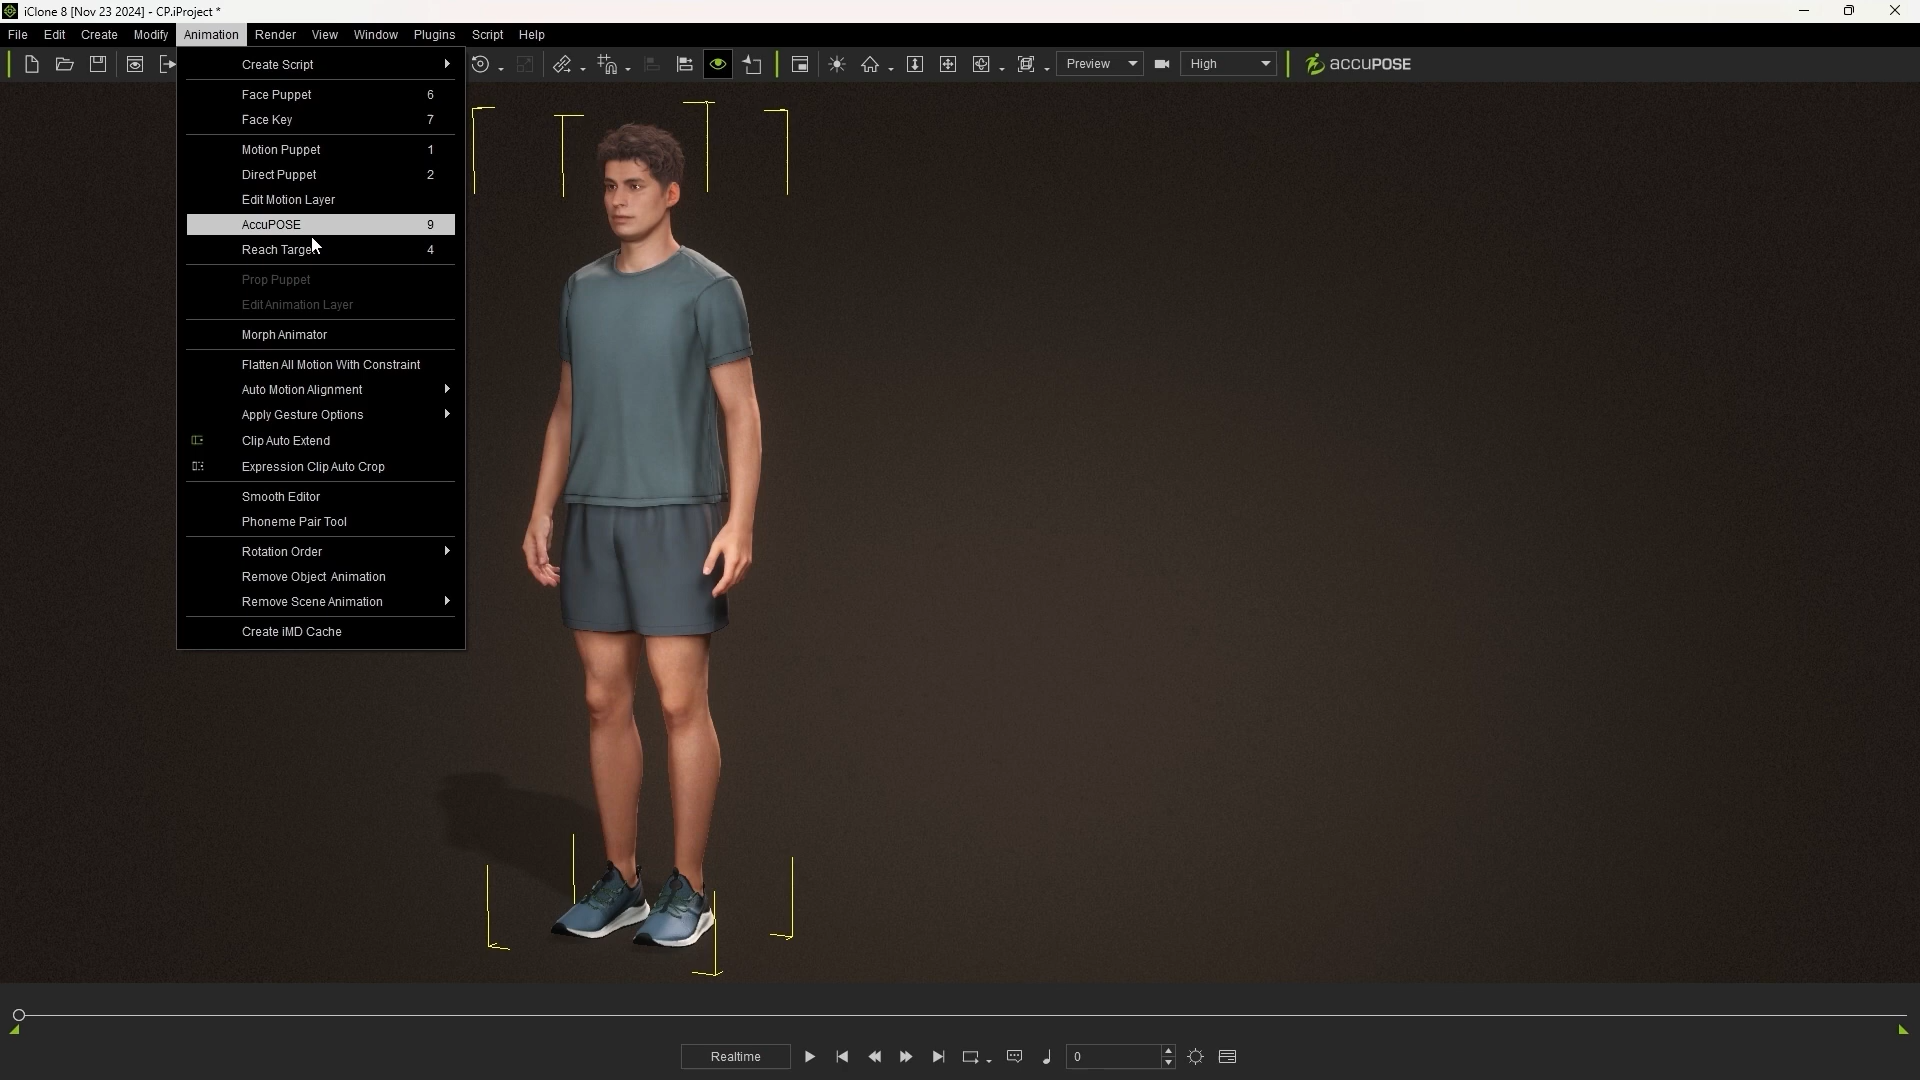 iClone 8 [Nov 23 2024] - CP.iProject *
File Edit Create Modify Animation Render View Window Plugins Script Help
Preview High ACCUPOSE
Create Script
Face Puppet 6
Face Key 7
Motion Puppet 1
Direct Puppet 2
Edit Motion Layer
AccuPOSE 9
Reach Target 4
Prop Puppet
Edit Animation Layer
Morph Animator
Flatten All Motion With Constraint
Auto Motion Alignment
Apply Gesture Options
Clip Auto Extend
Expression Clip Auto Crop
Smooth Editor
Phoneme Pair Tool
Rotation Order
Remove Object Animation
Remove Scene Animation
Create iMD Cache
Realtime 0